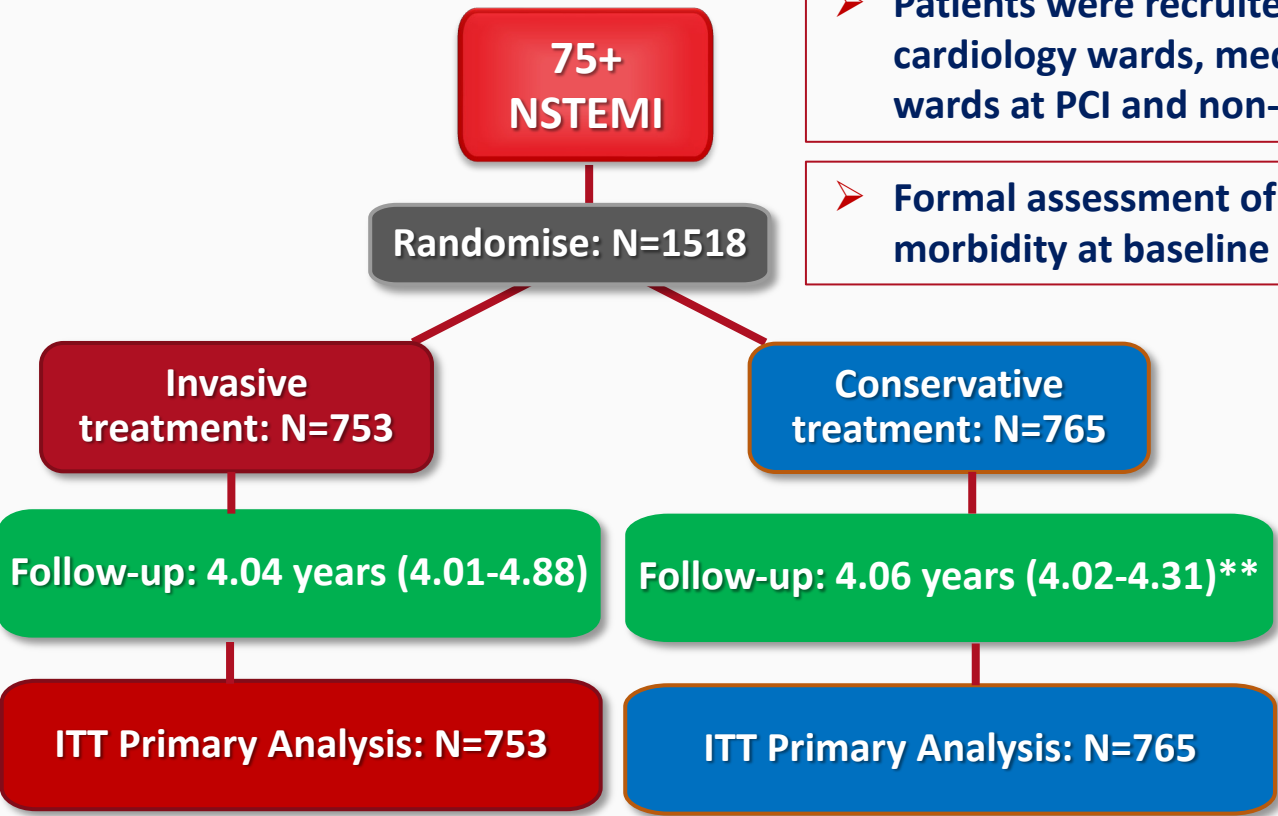 75+
NSTEMI
Randomise: N=1518
Patients were
cardiology wards,
wards at PCI and
Formal assessment of
morbidity at baseline
Invasive
treatment: N=753
Conservative
treatment: N=765
Follow-up: 4.04 years (4.01-4.88)
Follow-up: 4.06 years (4.02-4.31)**
ITT Primary Analysis: N=753
ITT Primary Analysis: N=765